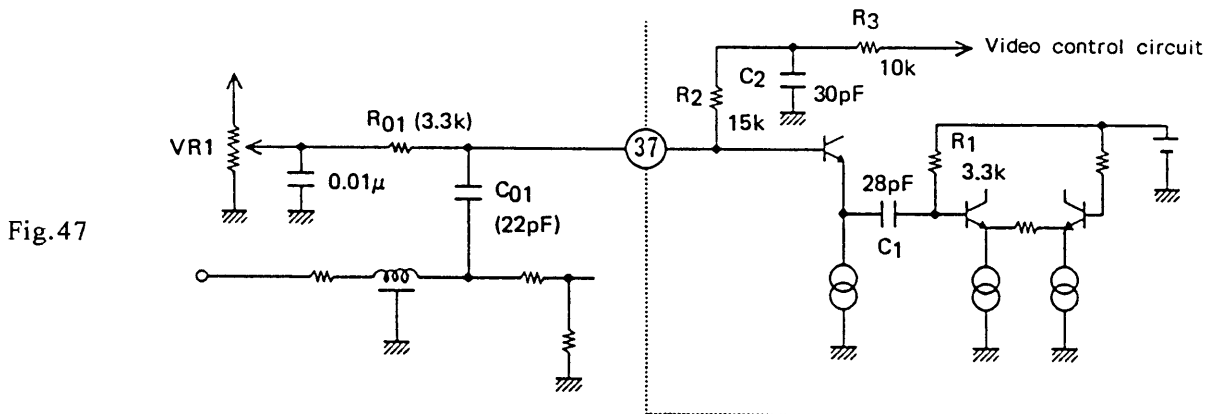 R3
Video control circuit
10k
C2
30pF
R2
15k
R01 (3.3k)
VR1
37
0.01μ
C01
(22pF)
R1
3.3k
28pF
C1
Fig.47